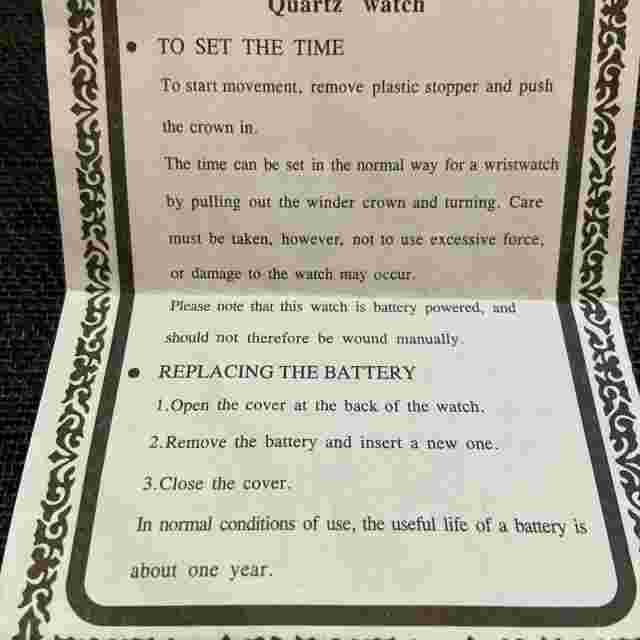 Quartz watch
• TO SET THE TIME
To start movement, remove plastic stopper and push
the crown in.
The time can be set in the normal way for a wristwatch
by pulling out the winder crown and turning. Care
must be taken, however, not to use excessive force,
or damage to the watch may occur.
Please note that this watch is battery powered, and
should not therefore be wound manually.
• REPLACING THE BATTERY
1.Open the cover at the back of the watch.
2.Remove the battery and insert a new one.
3.Close the cover.
In normal conditions of use, the useful life of a battery is
about one year.